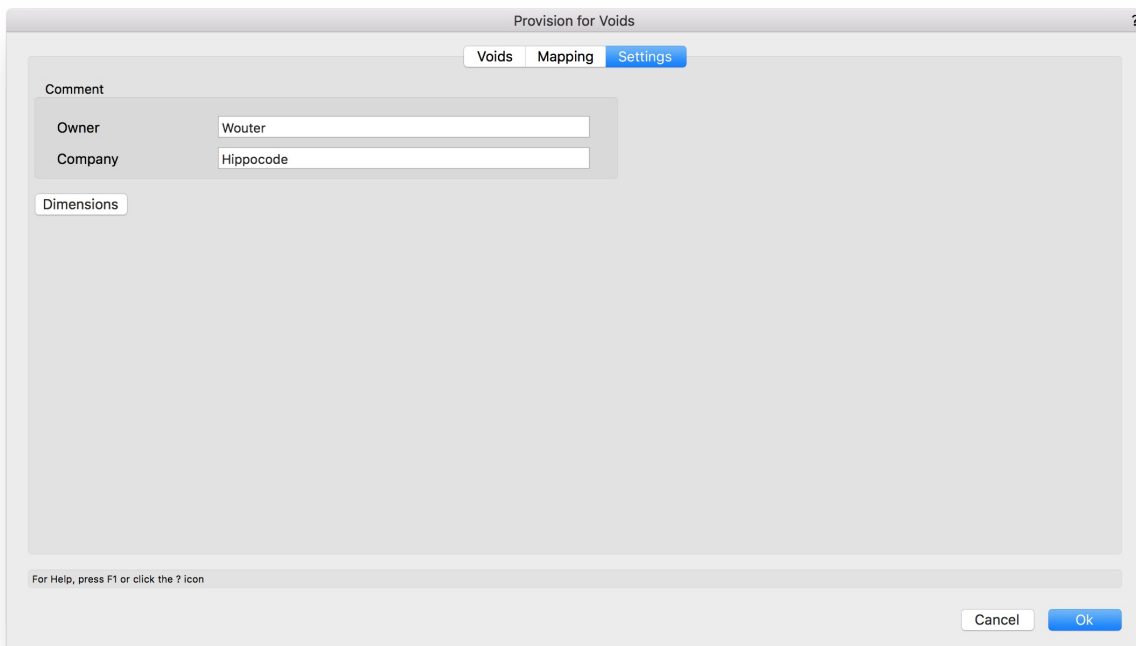 Provision for Voids ?
Voids Mapping Settings
Comment
Owner Wouter
Company Hippocode
Dimensions
For Help, press F1 or click the ? icon
Cancel Ok